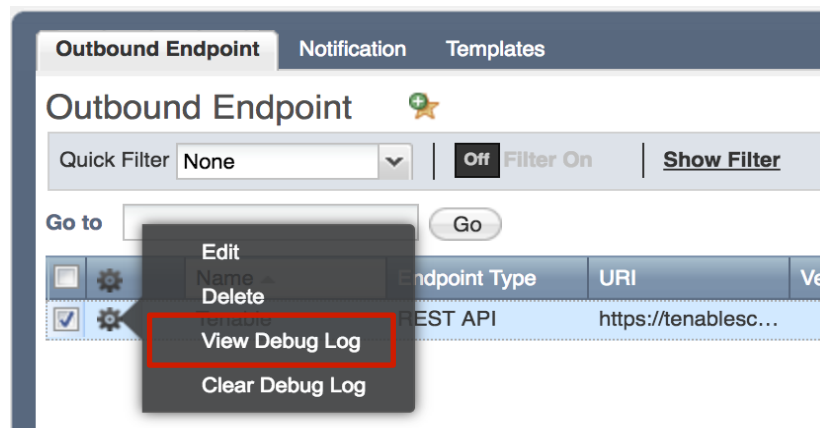 Outbound Endpoint Notification Templates
Outbound Endpoint
Quick Filter None Off Filter On Show Filter
Go to Go
Edit
Name Endpoint Type URI Ve
Delete
Tenable REST API https://tenablesc...
View Debug Log
Clear Debug Log